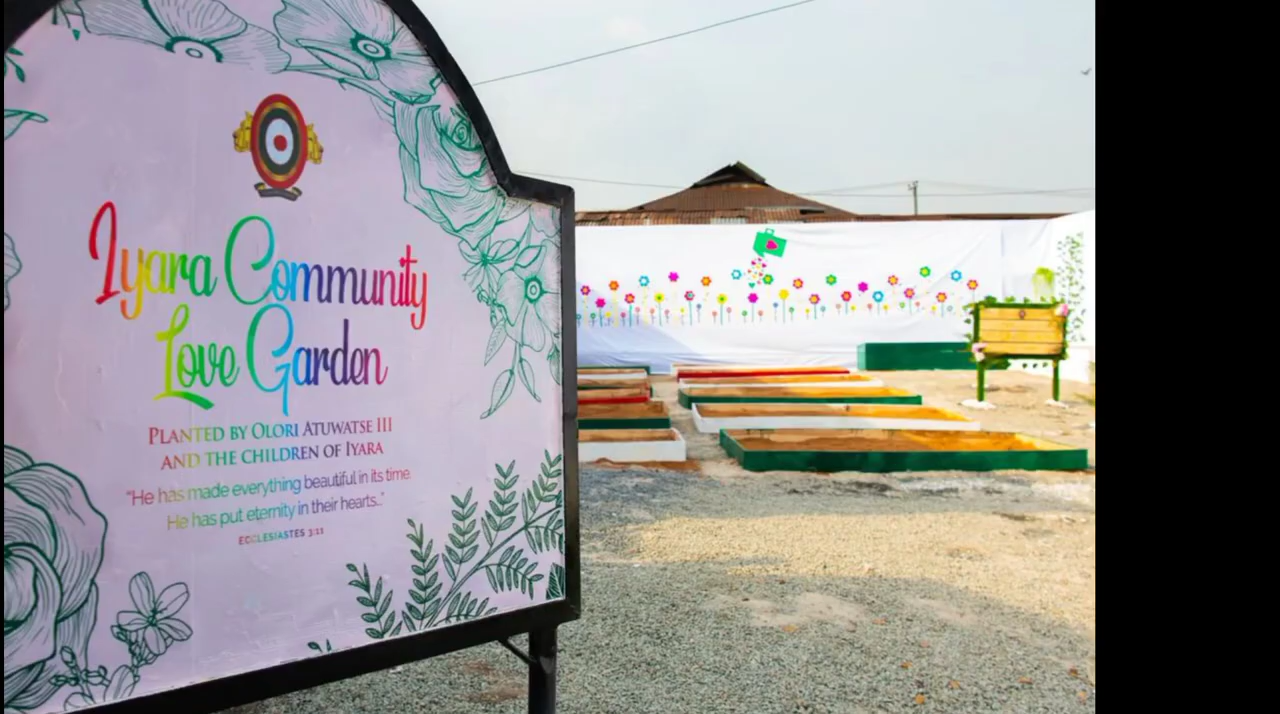 Iyara Community
Love Garden
PLANTED BY OLORI ATUWATSE III
AND THE CHILDREN OF IYARA
“He has made everything beautiful in its time.
He has put eternity in their hearts...”
ECCLESIASTES 3:11